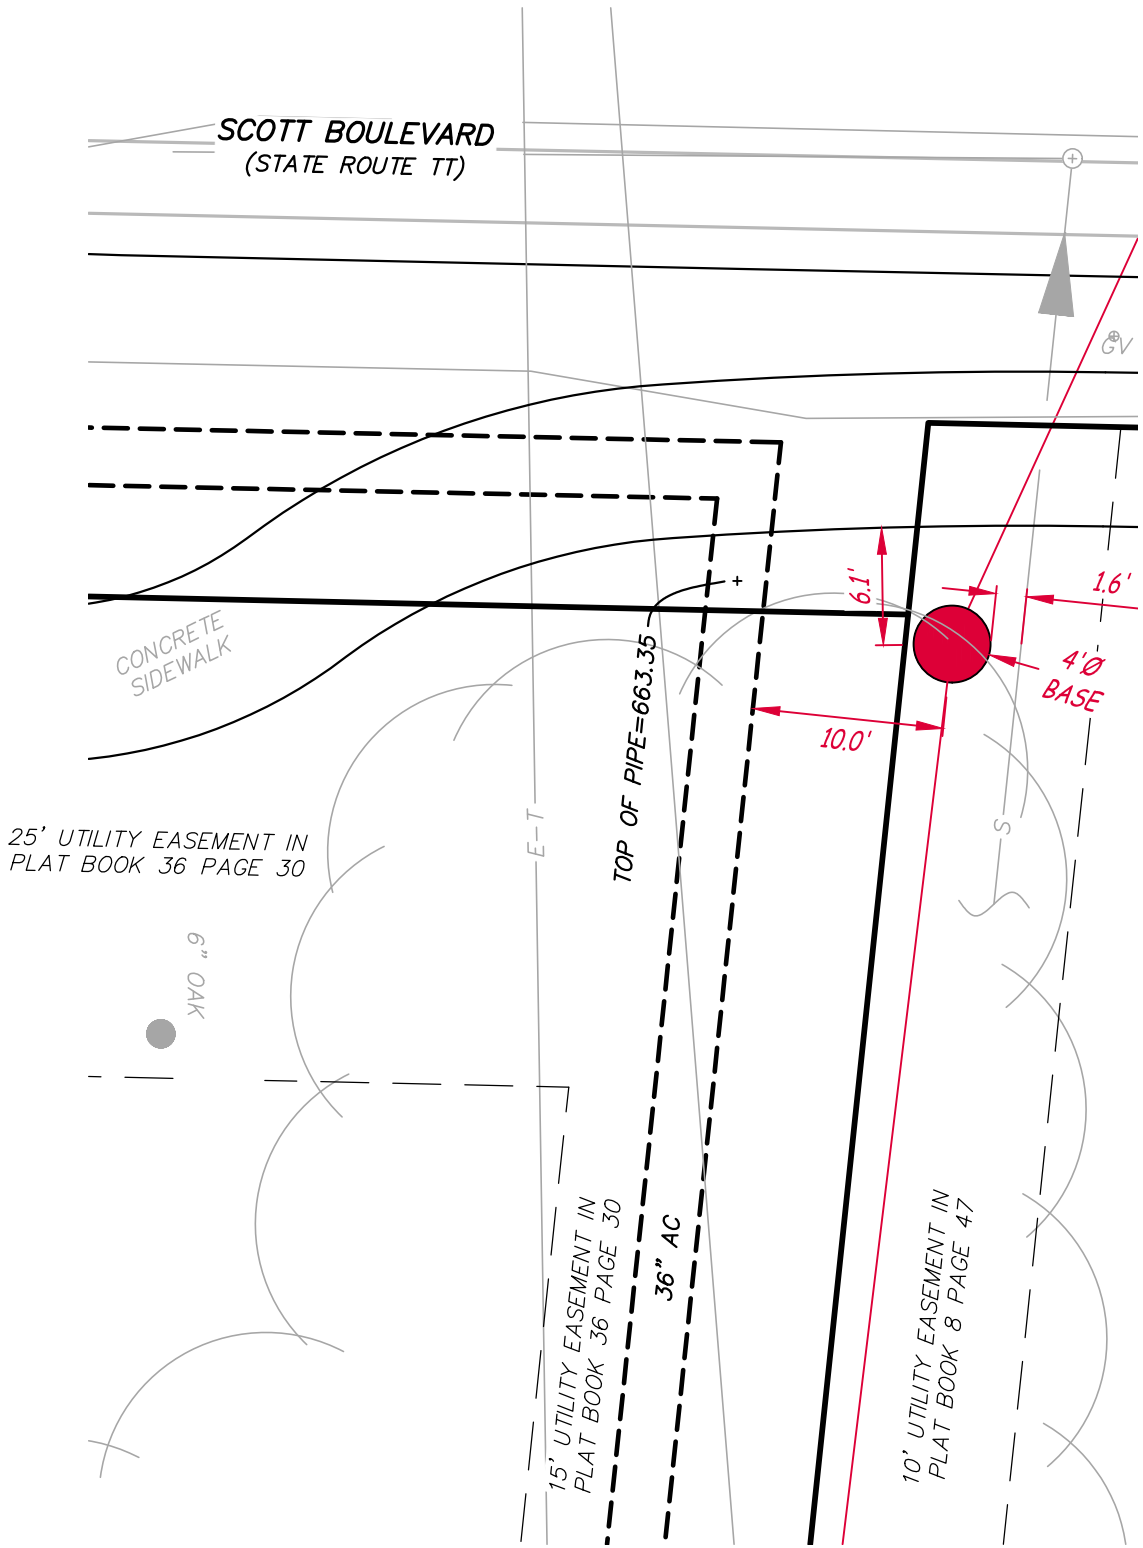 SCOTT BOULEVARD
(STATE ROUTE TT)
GV
6.1'
1.6'
CONCRETE
SIDEWALK
4'Ø
BASE
TOP OF PIPE=663.35
10.0'
E-T
S
25' UTILITY EASEMENT IN
PLAT BOOK 36 PAGE 30
6" OAK
15' UTILITY EASEMENT IN
PLAT BOOK 36 PAGE 30
36" AC
10' UTILITY EASEMENT IN
PLAT BOOK 8 PAGE 47